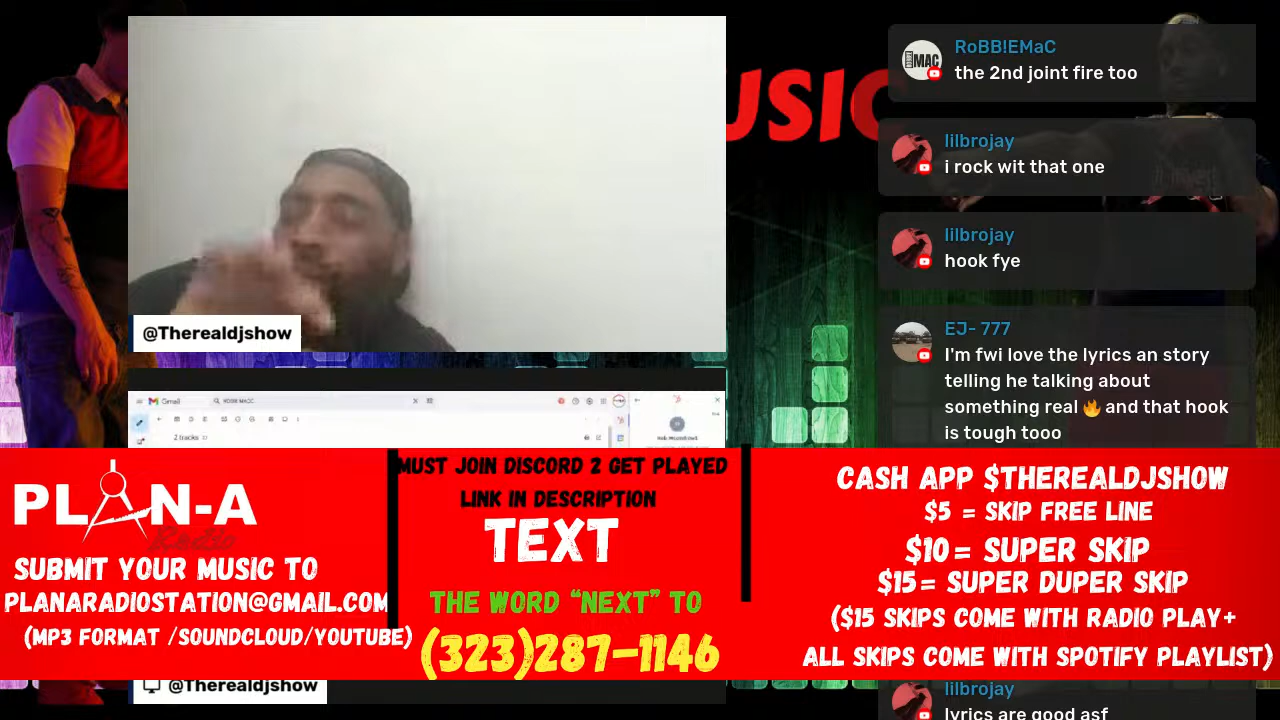 USIC
@Therealdjshow
RoBB!EMaC
the 2nd joint fire too
lilbrojay
i rock wit that one
lilbrojay
hook fye
EJ- 777
I'm fwi love the lyrics an story
telling he talking about
something real 🔥 and that hook
is tough tooo
Gmail
2 tracks
PLAN-A
Radio
SUBMIT YOUR MUSIC TO
PLANARADIOSTATION@GMAIL.COM
(MP3 FORMAT /SOUNDCLOUD/YOUTUBE)
MUST JOIN DISCORD 2 GET PLAYED
LINK IN DESCRIPTION
TEXT
THE WORD “NEXT” TO
(323)287-1146
CASH APP $THEREALDJSHOW
$5 = SKIP FREE LINE
$10= SUPER SKIP
$15= SUPER DUPER SKIP
($15 SKIPS COME WITH RADIO PLAY+
ALL SKIPS COME WITH SPOTIFY PLAYLIST)
@Therealdjshow
lilbrojay
lyrics are good asf